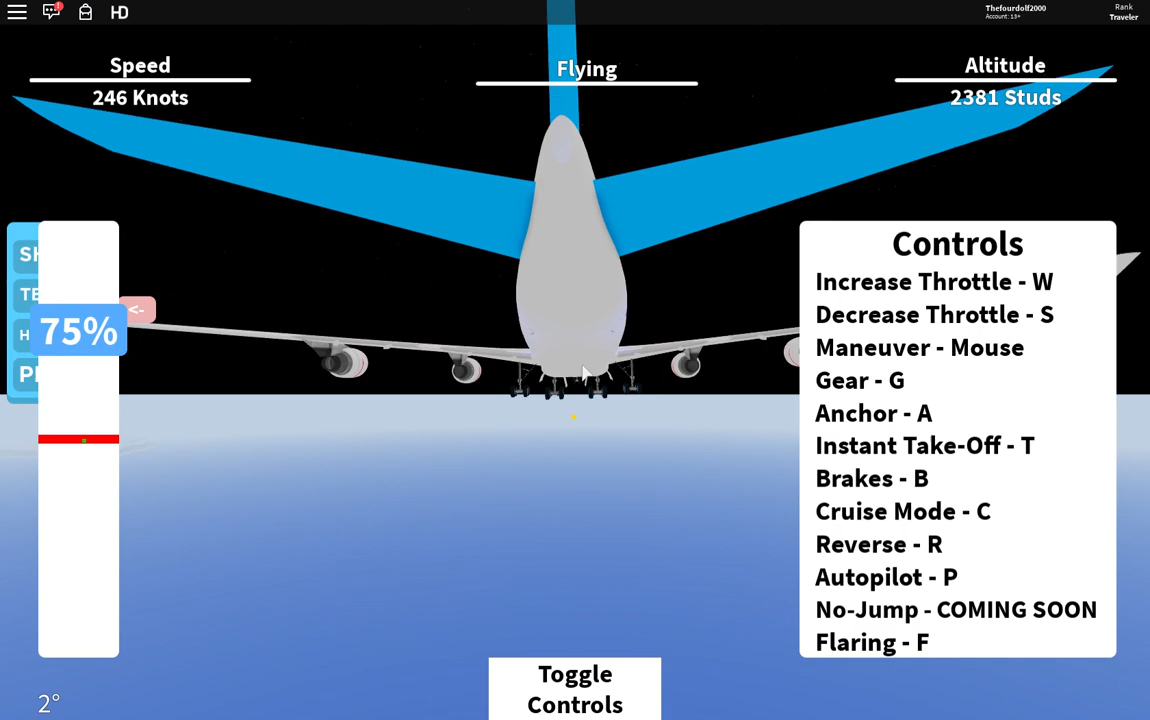 HD
Thefourdolf2000
Account: 13+
Rank
Traveler
Speed
246 Knots
Flying
Altitude
2381 Studs
75%
<-
Controls
Increase Throttle - W
Decrease Throttle - S
Maneuver - Mouse
Gear - G
Anchor - A
Instant Take-Off - T
Brakes - B
Cruise Mode - C
Reverse - R
Autopilot - P
No-Jump - COMING SOON
Flaring - F
Toggle
Controls
2°